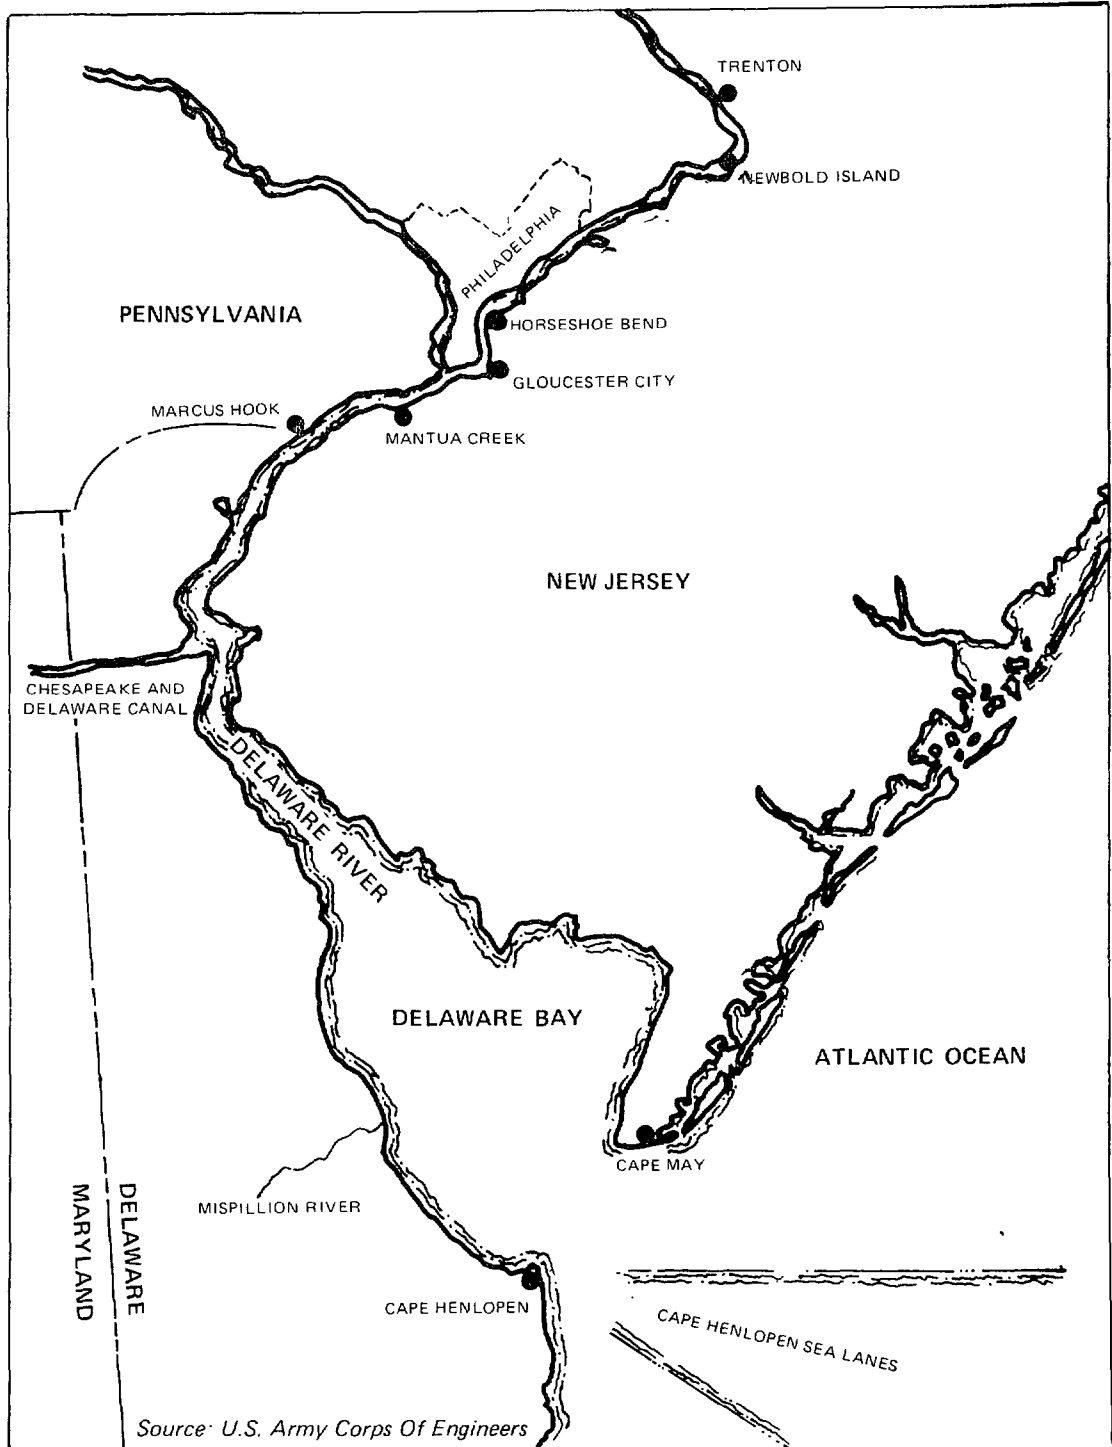 TRENTON
NEWBOLD ISLAND
PHILADELPHIA
PENNSYLVANIA
HORSESHOE BEND
GLOUCESTER CITY
MARCUS HOOK
MANTUA CREEK
NEW JERSEY
CHESAPEAKE AND
DELAWARE CANAL
DELAWARE RIVER
DELAWARE BAY
ATLANTIC OCEAN
CAPE MAY
MISPILLION RIVER
DELAWARE
MARYLAND
CAPE HENLOPEN
CAPE HENLOPEN SEA LANES
Source: U.S. Army Corps Of Engineers